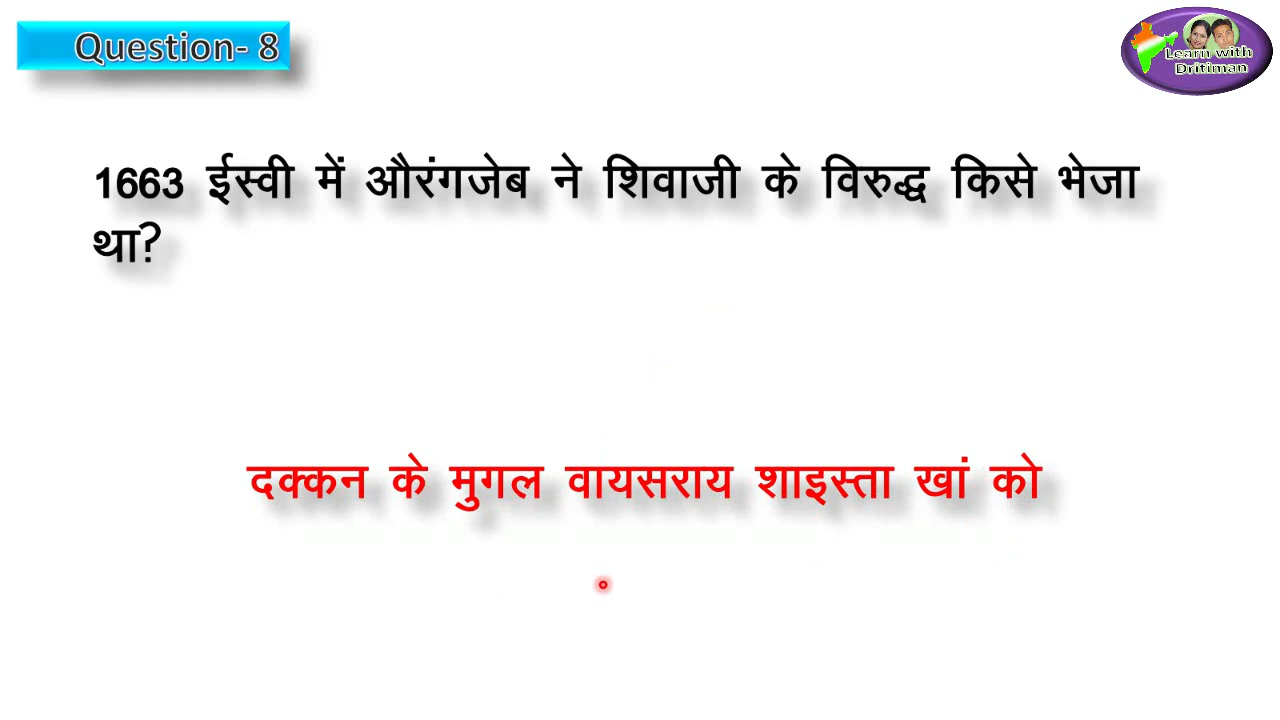 Question- 8
Learn with
Dritiman
1663 ईस्वी में औरंगजेब ने शिवाजी के विरुद्ध किसे भेजा
था?
दक्कन के मुगल वायसराय शाइस्ता खां को